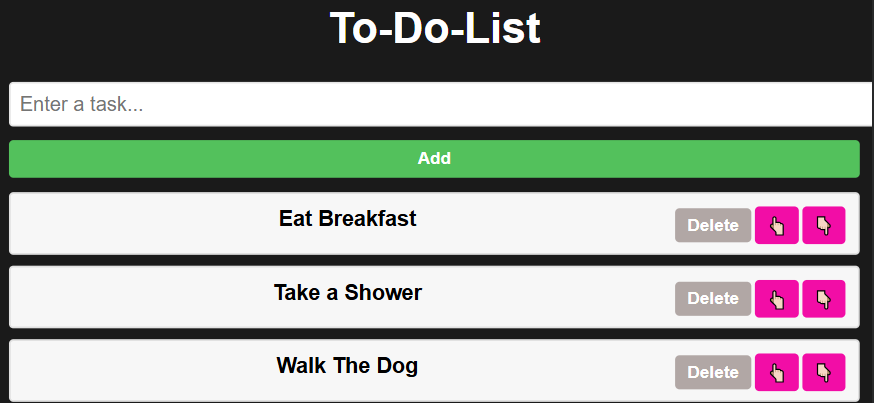 To-Do-List
Enter a task...
Add
Eat Breakfast Delete
Take a Shower Delete
Walk The Dog Delete